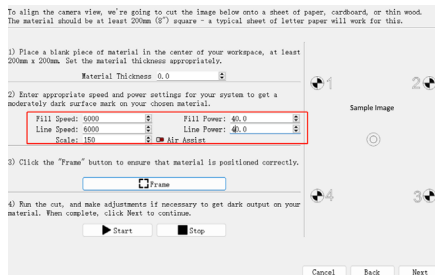 To align the camera view, we're going to cut the image below onto a sheet of paper, cardboard, or thin wood.
The material should be at least 200mm (8") square - a typical sheet of letter paper will work for this.
1) Place a blank piece of material in the center of your workspace, at least
200mm x 200mm. Set the material thickness appropriately.
Material Thickness 0.0
2) Enter appropriate speed and power settings for your system to get a
moderately dark surface mark on your chosen material.
Fill Speed: 6000 Fill Power: 40.0
Line Speed: 6000 Line Power: 40.0
Scale: 150 Air Assist
3) Click the "Frame" button to ensure that material is positioned correctly.
Frame
4) Run the cut, and make adjustments if necessary to get dark output on your
material. When complete, click Next to continue.
Start Stop
1 2
Sample Image
4 3
Cancel Back Next